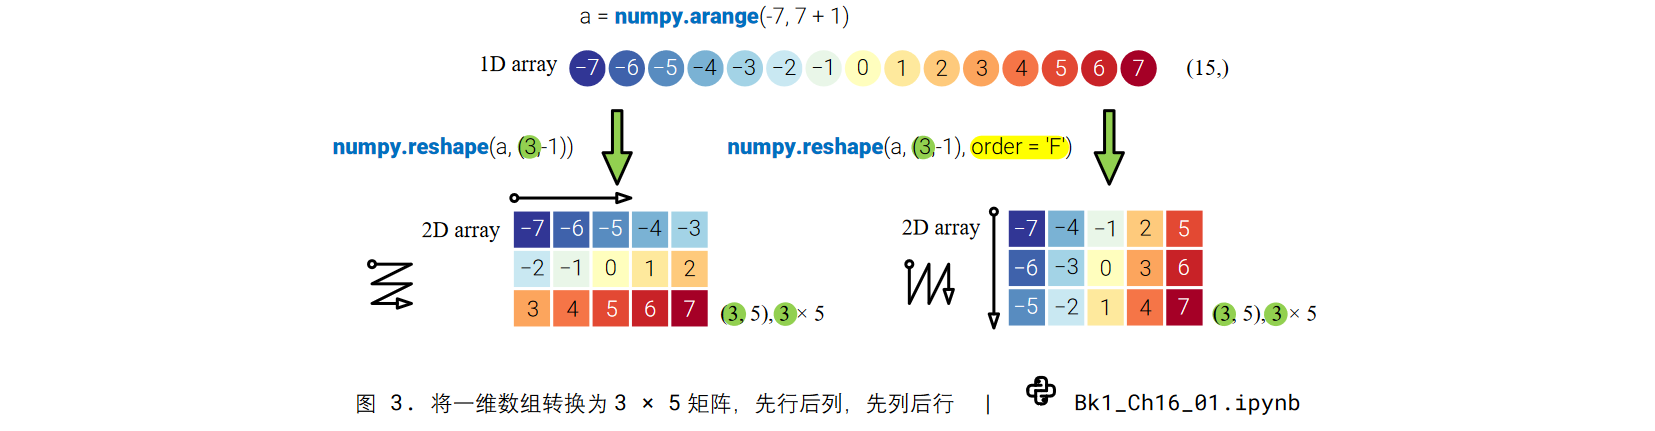 a = numpy.arange(-7, 7 + 1)
1D array −7 −6 −5 −4 −3 −2 −1 0 1 2 3 4 5 6 7 (15,)
numpy.reshape(a, (3,-1))
numpy.reshape(a, (3,-1), order = 'F')
2D array
−7 −6 −5 −4 −3
−2 −1 0 1 2
3 4 5 6 7
(3, 5), 3 × 5
2D array
−7 −4 −1 2 5
−6 −3 0 3 6
−5 −2 1 4 7
(3, 5), 3 × 5
图 3. 将一维数组转换为 3 × 5 矩阵，先行后列，先列后行 | Bk1_Ch16_01.ipynb